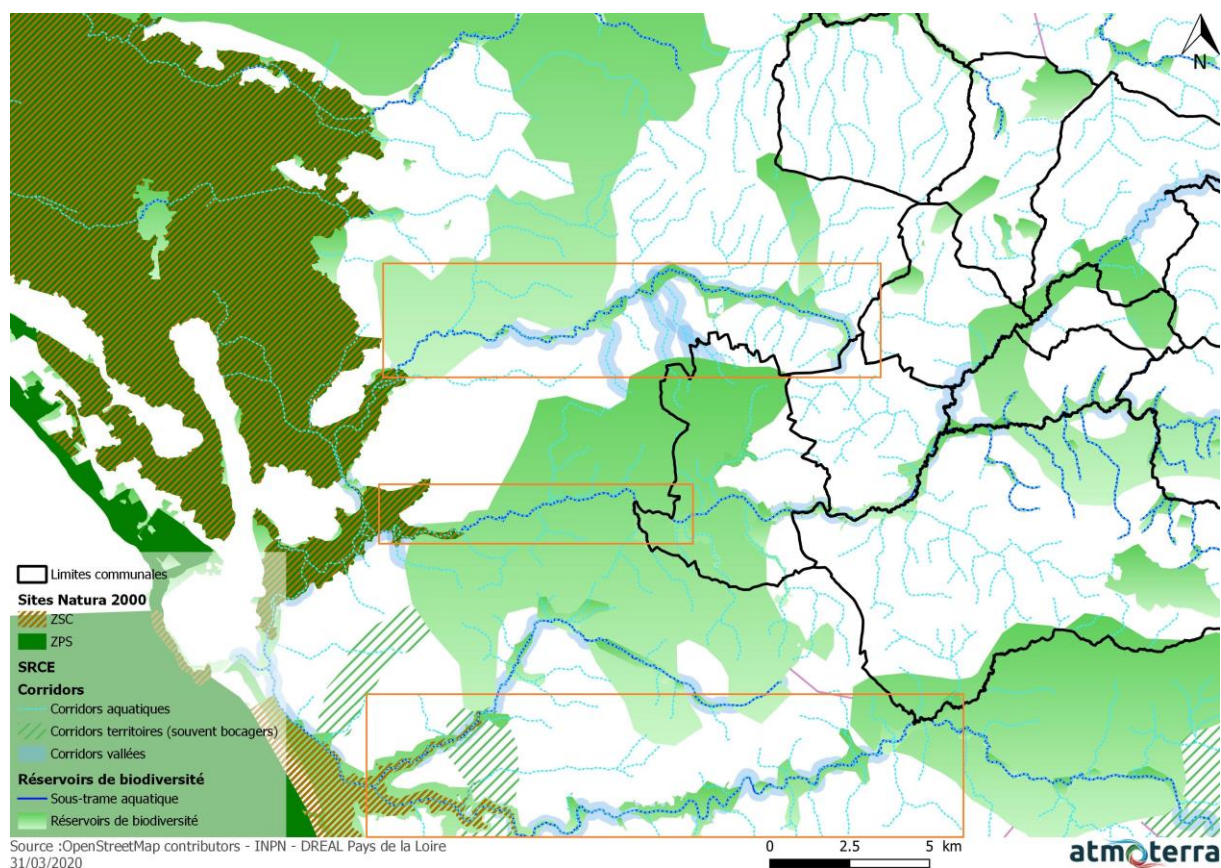 N
Limites communales
Sites Natura 2000
ZSC
ZPS
SRCE
Corridors
Corridors aquatiques
Corridors territoires (souvent bocagers)
Corridors vallées
Réservoirs de biodiversité
Sous-trame aquatique
Réservoirs de biodiversité
Source :OpenStreetMap contributors - INPN - DREAL Pays de la Loire
31/03/2020
0 2.5 5 km
atmoterra